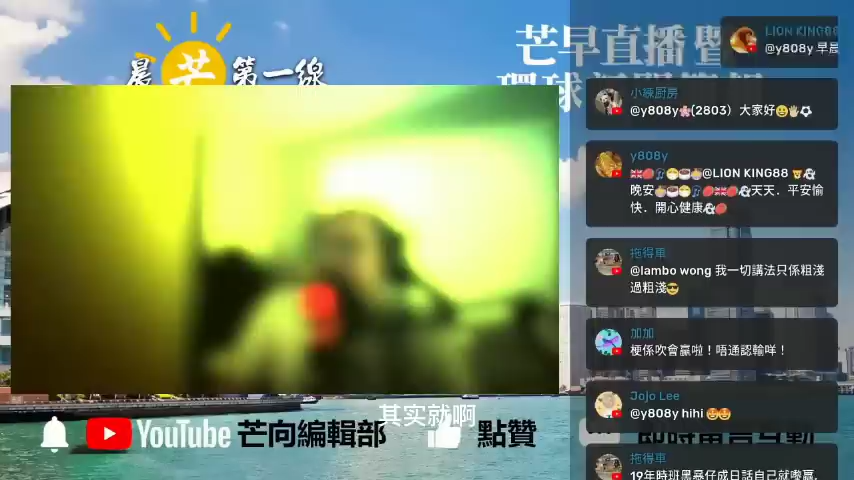 晨芒第一線
芒早直播
LION KING88
@y808y 早晨
小辣厨房
@y808y🌸(2803）大家好😆🖐⚽
y808y
@LION KING88
晚安
天天．平安愉
快．開心健康
拖得車
@lambo wong 我一切講法只係粗淺
過粗淺😎
加加
梗係吹會贏啦！唔通認輸咩！
Jojo Lee
@y808y hihi 🤩🤩
其实就啊
YouTube 芒向編輯部
點贊
拖得車
19年時班黑暴仔成日話自己就嚟贏,